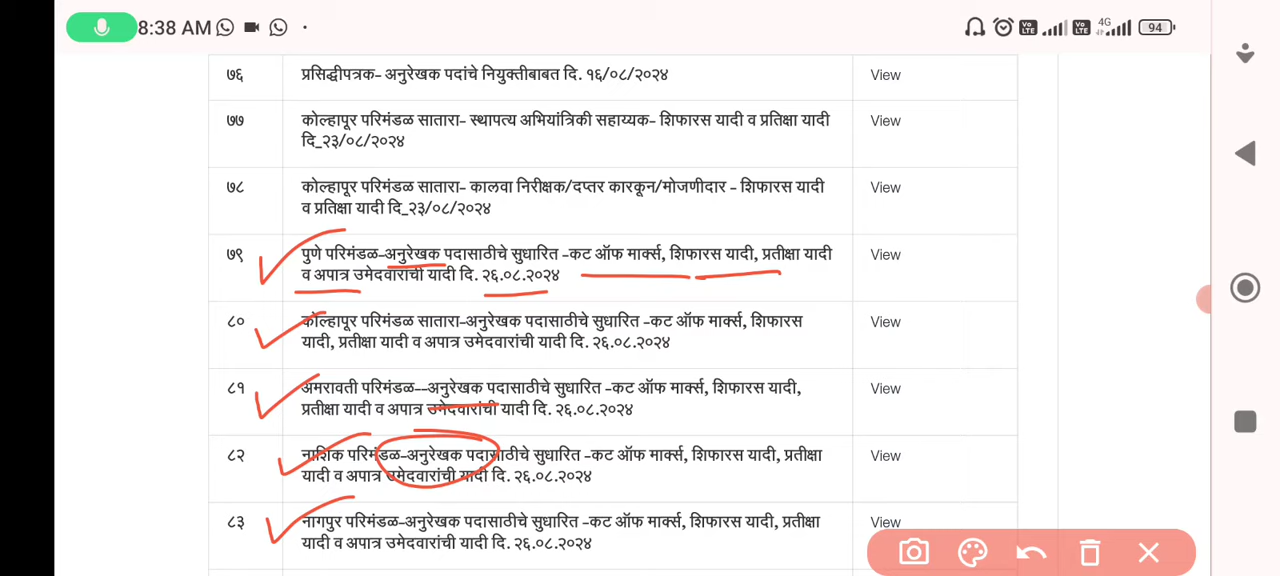 8:38 AM
4G
94
७६ प्रसिद्धीपत्रक- अनुरेखक पदांचे नियुक्तीबाबत दि. १६/०८/२०२४ View
७७ कोल्हापूर परिमंडळ सातारा- स्थापत्य अभियांत्रिकी सहाय्यक- शिफारस यादी व प्रतिक्षा यादी View
दि_२३/०८/२०२४
७८ कोल्हापूर परिमंडळ सातारा- कालवा निरीक्षक/दप्तर कारकून/मोजणीदार - शिफारस यादी View
व प्रतिक्षा यादी दि_२३/०८/२०२४
७९ पुणे परिमंडळ-अनुरेखक पदासाठीचे सुधारित -कट ऑफ मार्क्स, शिफारस यादी, प्रतीक्षा यादी View
व अपात्र उमेदवारांची यादी दि. २६.०८.२०२४
८० कोल्हापूर परिमंडळ सातारा-अनुरेखक पदासाठीचे सुधारित -कट ऑफ मार्क्स, शिफारस View
यादी, प्रतीक्षा यादी व अपात्र उमेदवारांची यादी दि. २६.०८.२०२४
८१ अमरावती परिमंडळ--अनुरेखक पदासाठीचे सुधारित -कट ऑफ मार्क्स, शिफारस यादी, View
प्रतीक्षा यादी व अपात्र उमेदवारांची यादी दि. २६.०८.२०२४
८२ नाशिक परिमंडळ-अनुरेखक पदासाठीचे सुधारित -कट ऑफ मार्क्स, शिफारस यादी, प्रतीक्षा View
यादी व अपात्र उमेदवारांची यादी दि. २६.०८.२०२४
८३ नागपुर परिमंडळ-अनुरेखक पदासाठीचे सुधारित -कट ऑफ मार्क्स, शिफारस यादी, प्रतीक्षा View
यादी व अपात्र उमेदवारांची यादी दि. २६.०८.२०२४